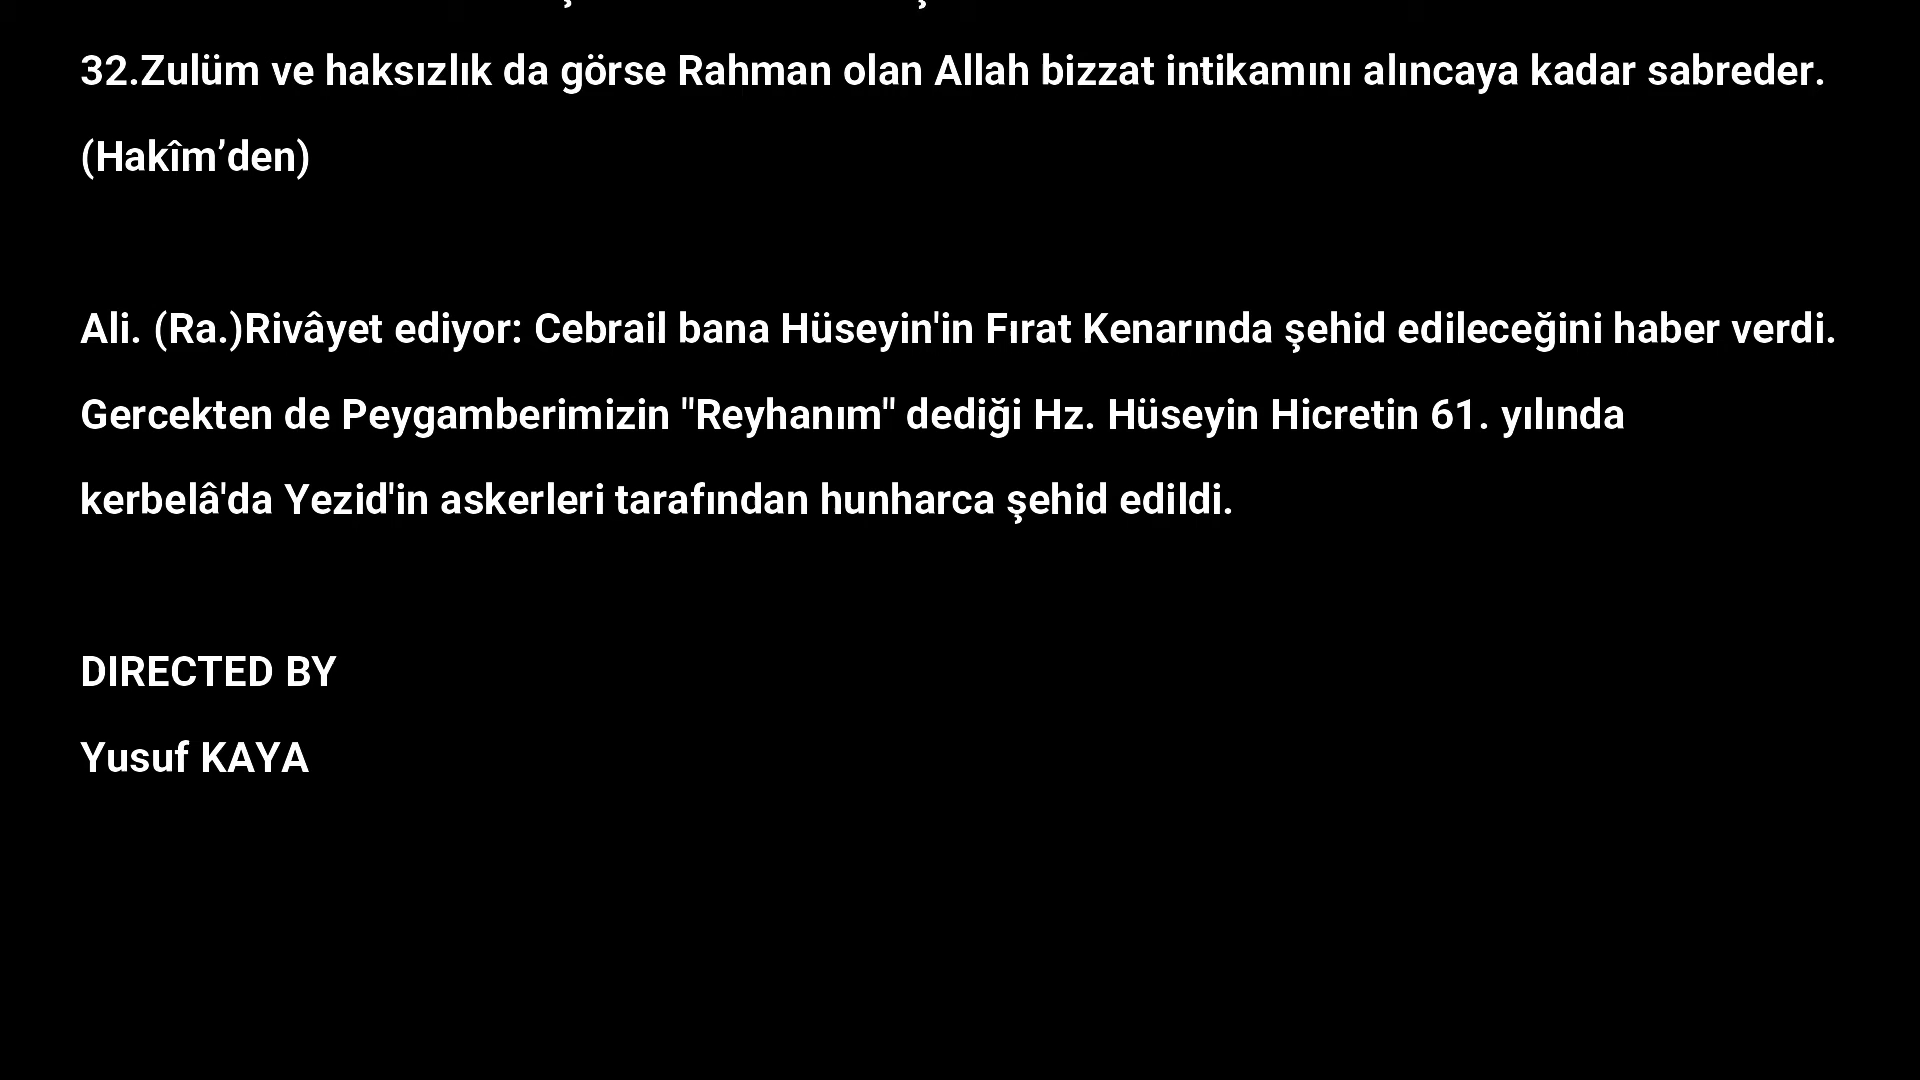 32.Zulüm ve haksızlık da görse Rahman olan Allah bizzat intikamını alıncaya kadar sabreder.
(Hakîm’den)
Ali. (Ra.)Rivâyet ediyor: Cebrail bana Hüseyin'in Fırat Kenarında şehid edileceğini haber verdi.
Gercekten de Peygamberimizin "Reyhanım" dediği Hz. Hüseyin Hicretin 61. yılında
kerbelâ'da Yezid'in askerleri tarafından hunharca şehid edildi.
DIRECTED BY
Yusuf KAYA